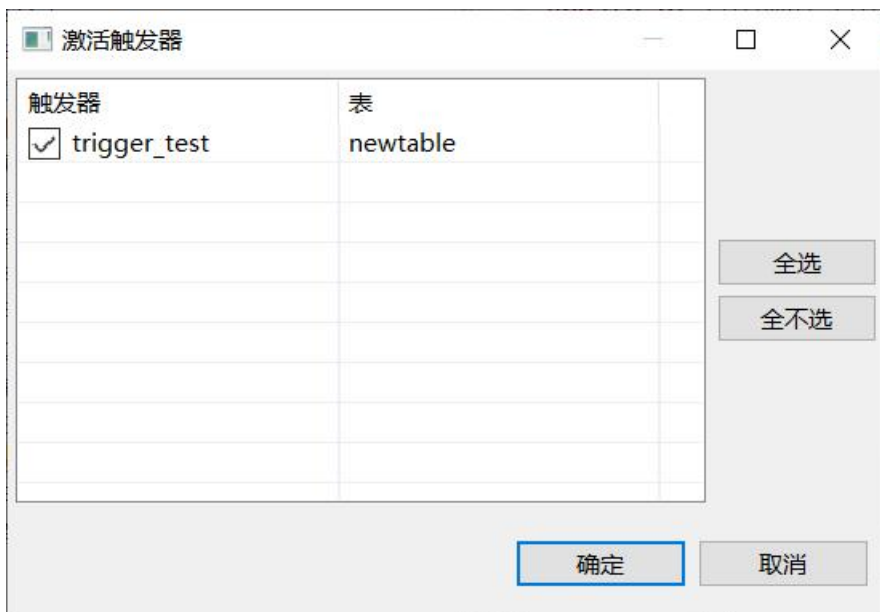 激活触发器
触发器 表
trigger_test newtable
全选
全不选
确定 取消